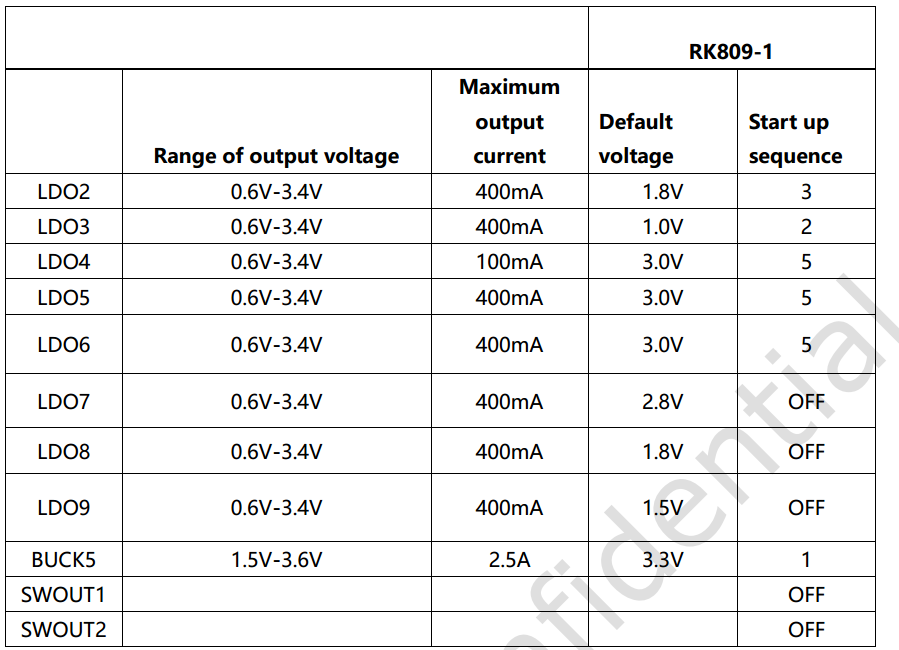 RK809-1
Range of output voltage Maximum output current Default voltage Start up sequence
LDO2 0.6V-3.4V 400mA 1.8V 3
LDO3 0.6V-3.4V 400mA 1.0V 2
LDO4 0.6V-3.4V 100mA 3.0V 5
LDO5 0.6V-3.4V 400mA 3.0V 5
LDO6 0.6V-3.4V 400mA 3.0V 5
LDO7 0.6V-3.4V 400mA 2.8V OFF
LDO8 0.6V-3.4V 400mA 1.8V OFF
LDO9 0.6V-3.4V 400mA 1.5V OFF
BUCK5 1.5V-3.6V 2.5A 3.3V 1
SWOUT1 OFF
SWOUT2 OFF